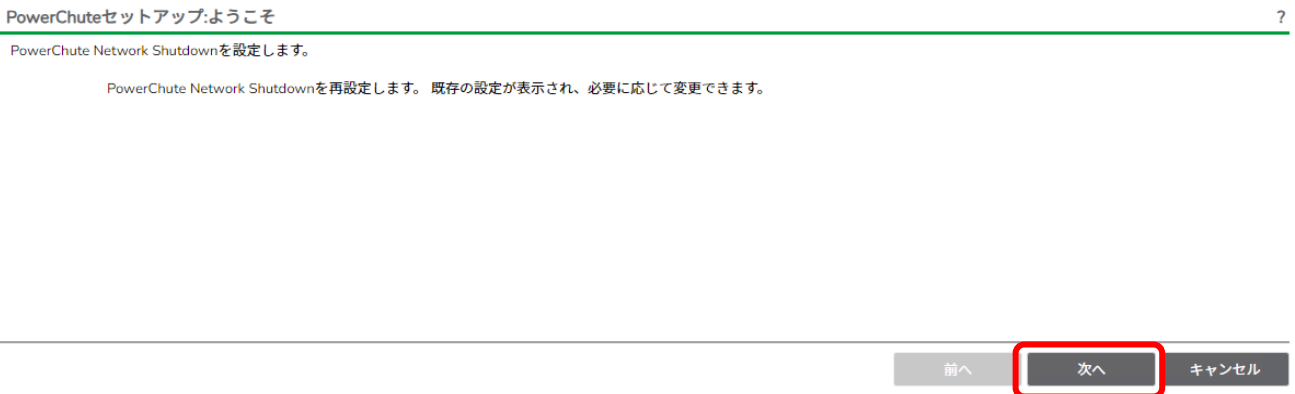 PowerChuteセットアップ:ようこそ
?
PowerChute Network Shutdownを設定します。
PowerChute Network Shutdownを再設定します。 既存の設定が表示され、必要に応じて変更できます。
前へ
次へ
キャンセル